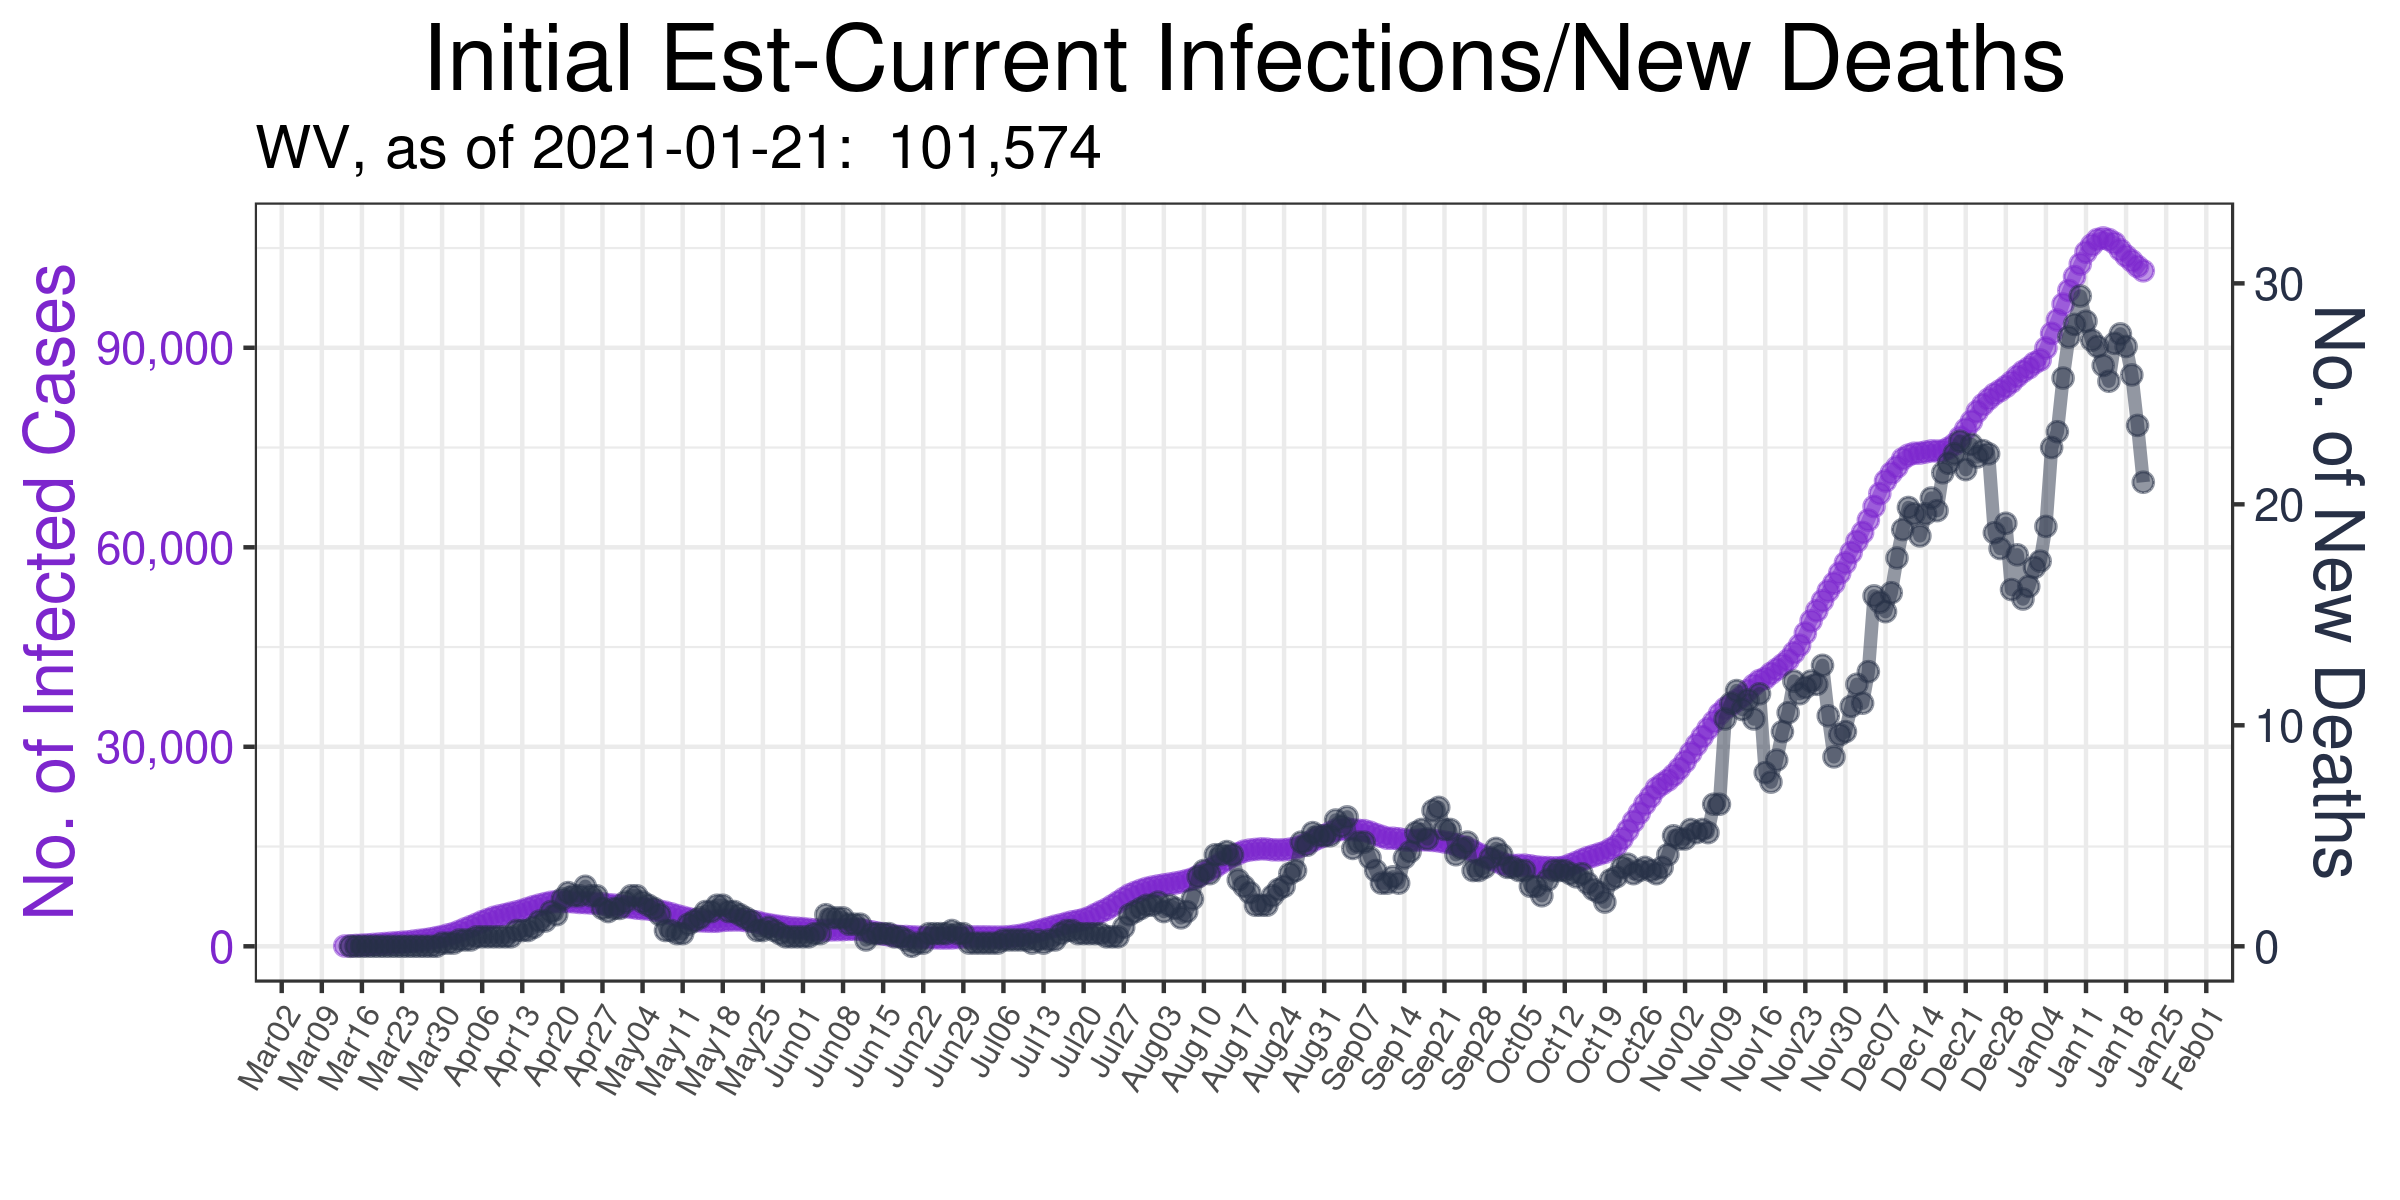 Initial Est-Current Infections/New Deaths
WV, as of 2021-01-21:  101,574
No. of Infected Cases
90,000
60,000
30,000
0
30
20
10
0
No. of New Deaths
Mar02
Mar09
Mar16
Mar23
Mar30
Apr06
Apr13
Apr20
Apr27
May04
May11
May18
May25
Jun01
Jun08
Jun15
Jun22
Jun29
Jul06
Jul13
Jul20
Jul27
Aug03
Aug10
Aug17
Aug24
Aug31
Sep07
Sep14
Sep21
Sep28
Oct05
Oct12
Oct19
Oct26
Nov02
Nov09
Nov16
Nov23
Nov30
Dec07
Dec14
Dec21
Dec28
Jan04
Jan11
Jan18
Jan25
Feb01